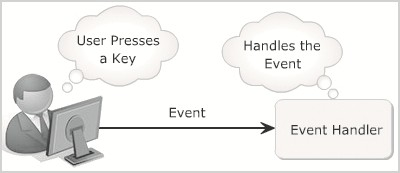 User Presses
a Key
Handles the
Event
Event
Event Handler